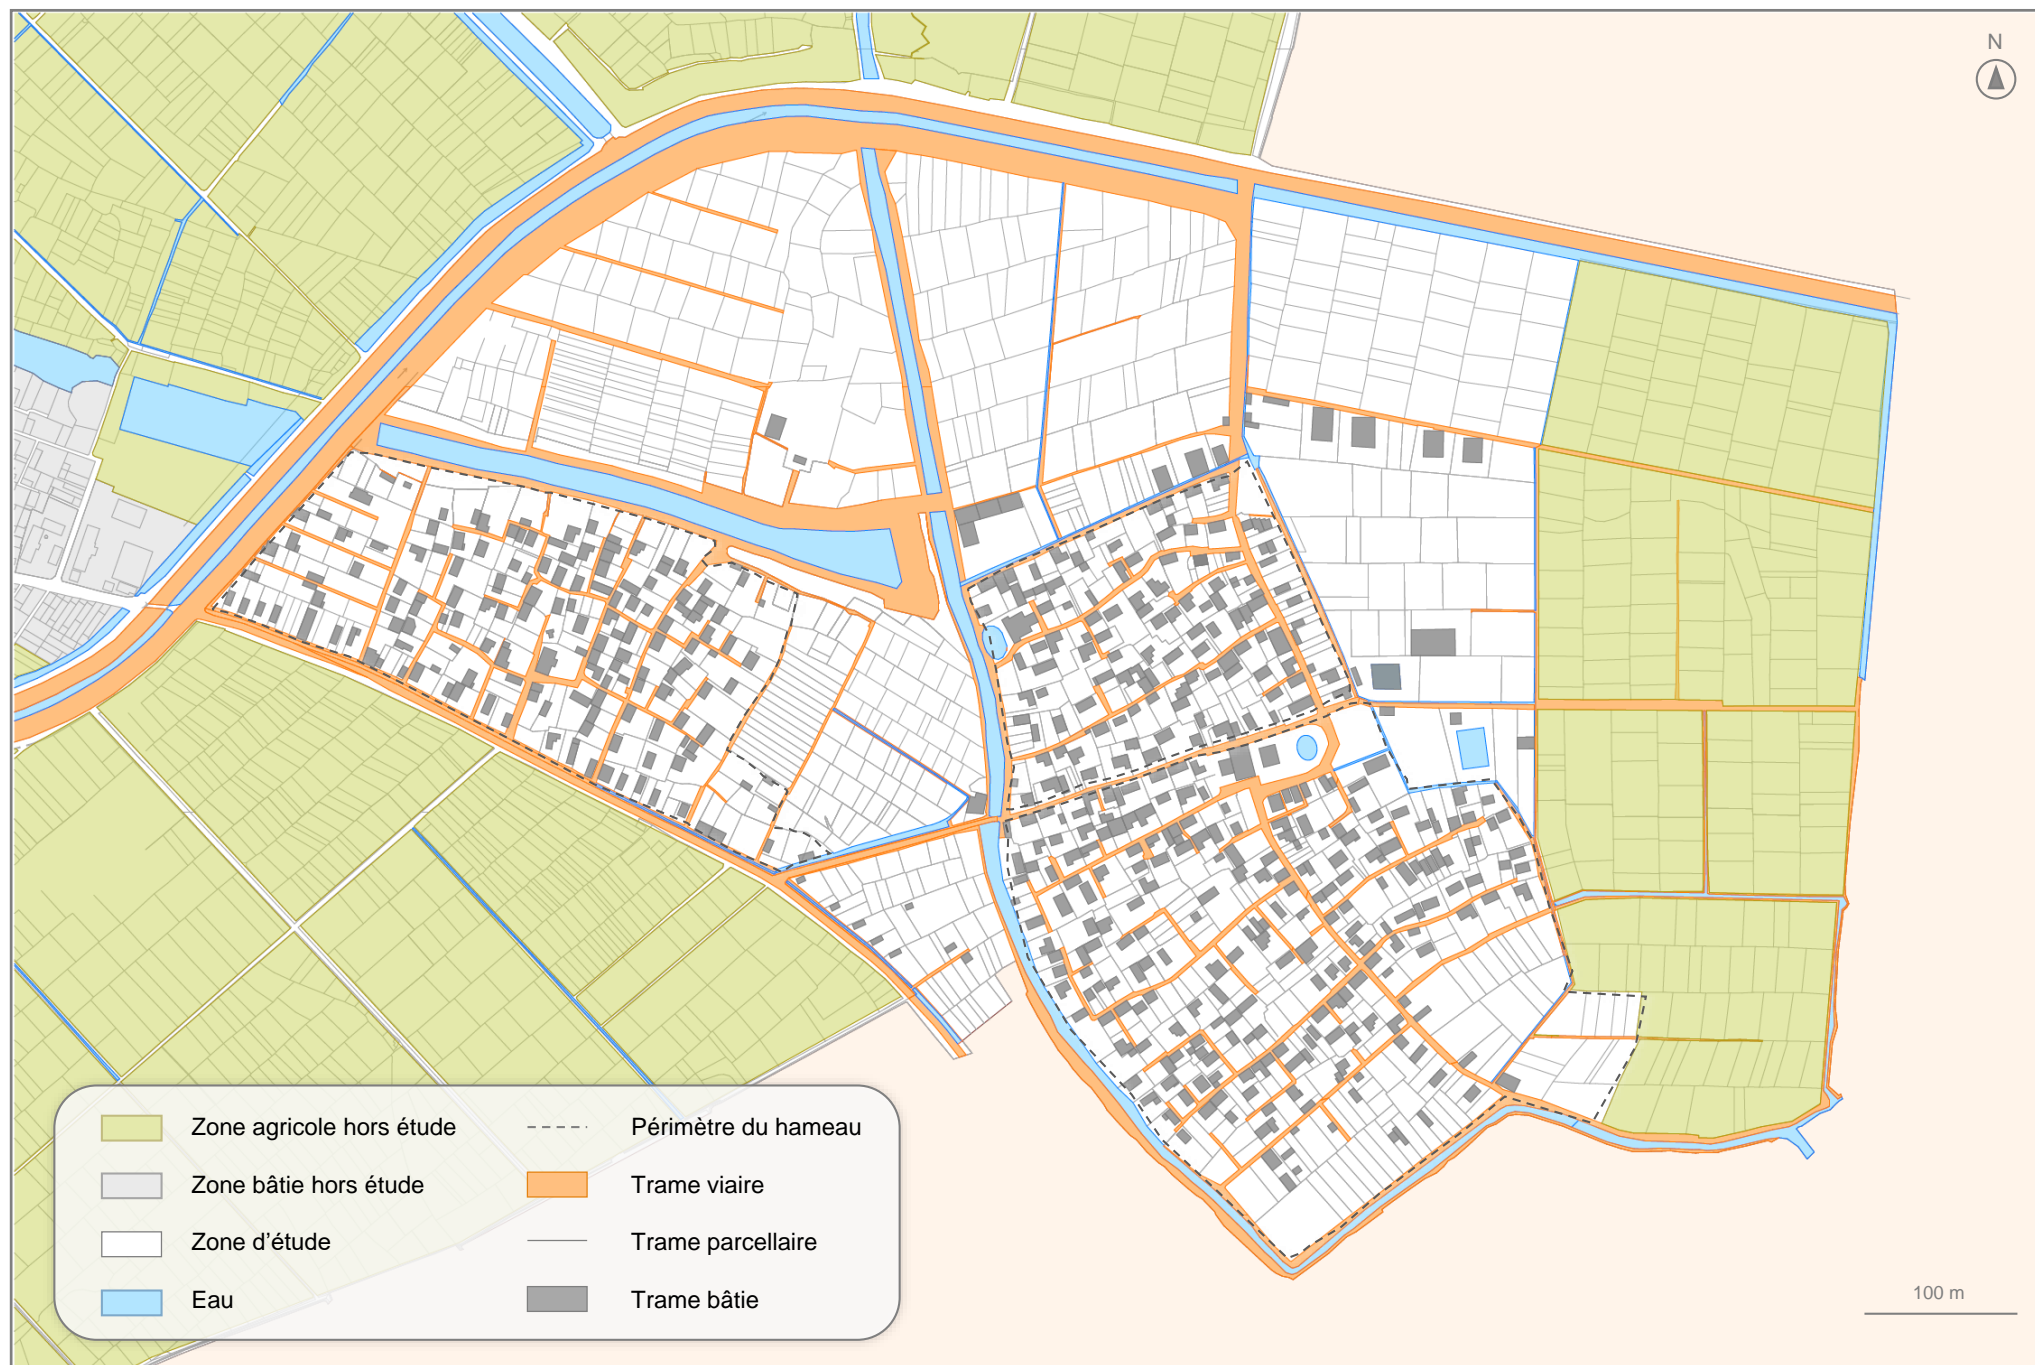 N
Zone agricole hors étude
Périmètre du hameau
Zone bâtie hors étude
Trame viaire
Zone d’étude
Trame parcellaire
Eau
Trame bâtie
100 m